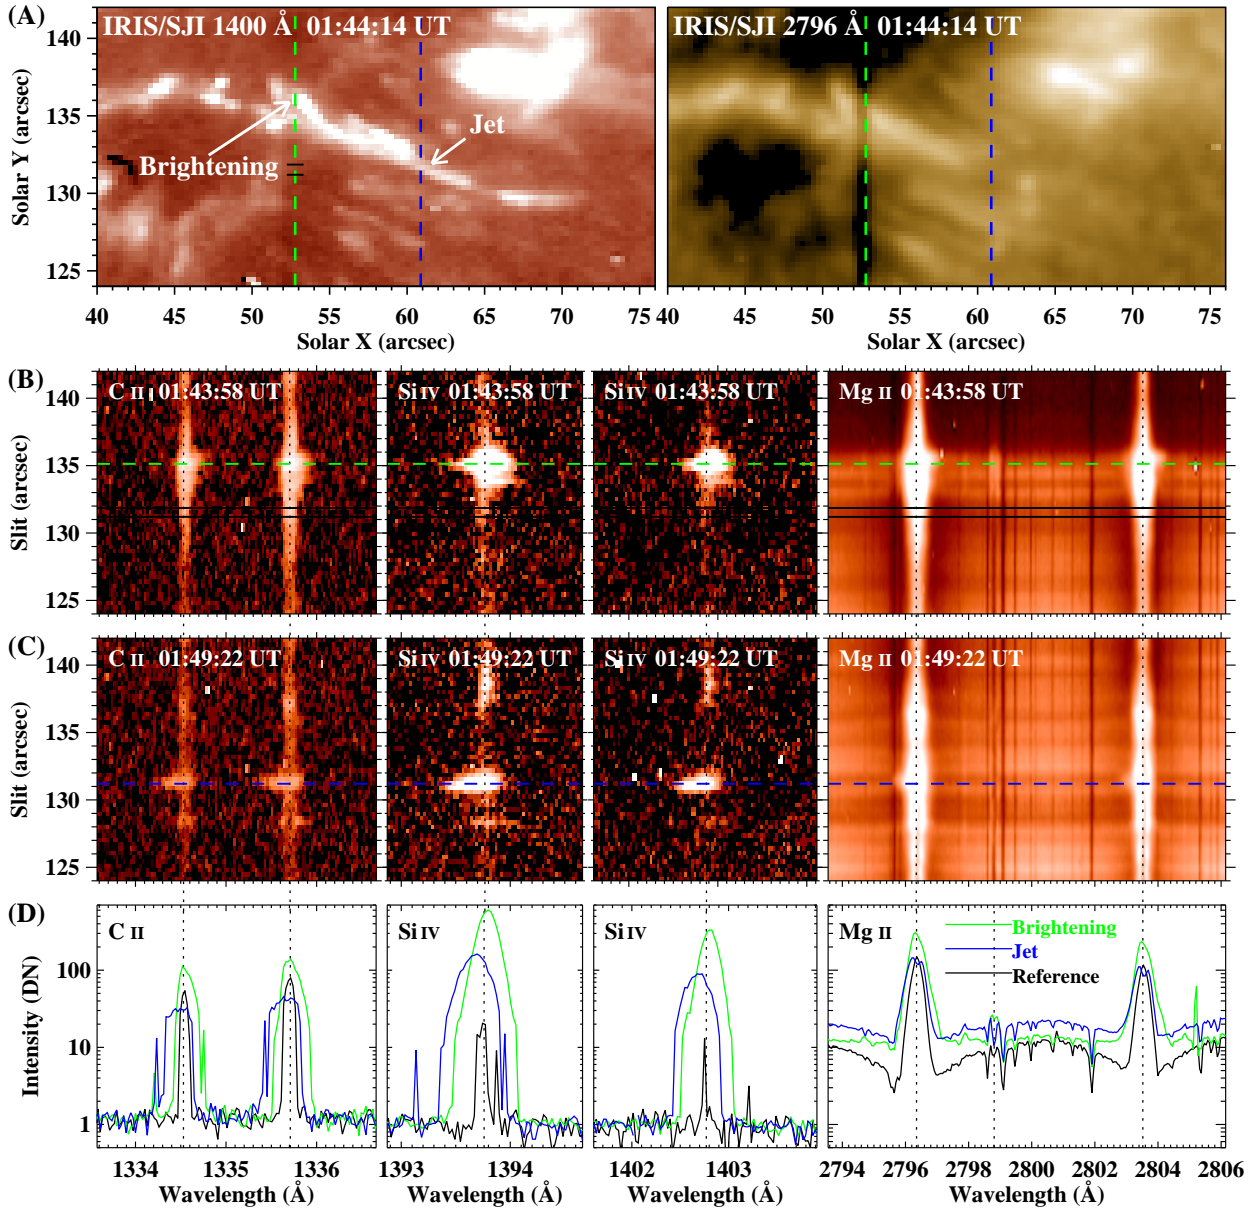 (A)
IRIS/SJI 1400 Å 01:44:14 UT
IRIS/SJI 2796 Å 01:44:14 UT
Brightening
Jet
Solar Y (arcsec)
140
135
130
125
40 45 50 55 60 65 70 75
40 45 50 55 60 65 70 75
Solar X (arcsec)
Solar X (arcsec)
(B)
C II 01:43:58 UT
Si IV 01:43:58 UT
Si IV 01:43:58 UT
Mg II 01:43:58 UT
Slit (arcsec)
140
135
130
125
(C)
C II 01:49:22 UT
Si IV 01:49:22 UT
Si IV 01:49:22 UT
Mg II 01:49:22 UT
Slit (arcsec)
140
135
130
125
(D)
C II
Si IV
Si IV
Mg II
Brightening
Jet
Reference
Intensity (DN)
100
10
1
1334 1335 1336
1393 1394
1402 1403
2794 2796 2798 2800 2802 2804 2806
Wavelength (Å)
Wavelength (Å)
Wavelength (Å)
Wavelength (Å)